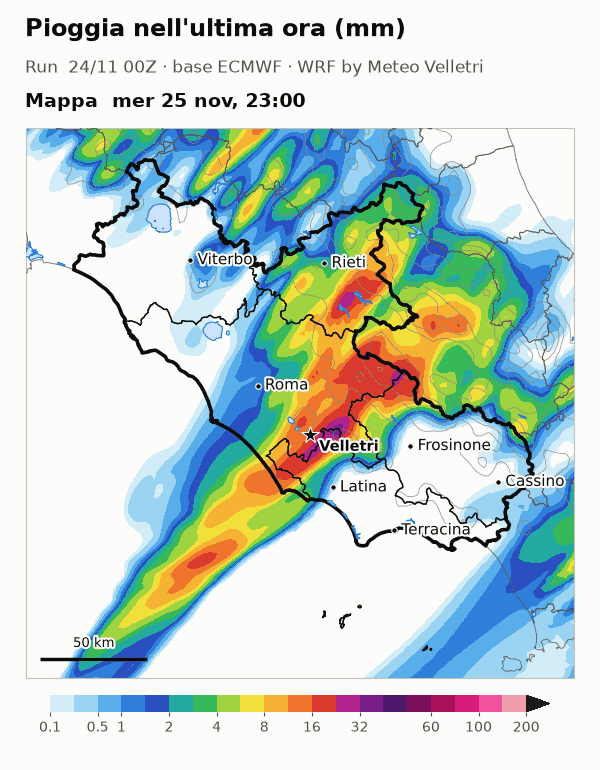 Pioggia nell'ultima ora (mm)
Run  24/11 00Z · base ECMWF · WRF by Meteo Velletri
Mappa  mer 25 nov, 23:00
Viterbo
Rieti
Roma
Velletri
Frosinone
Latina
Cassino
Terracina
50 km
0.1 0.5 1 2 4 8 16 32 60 100 200